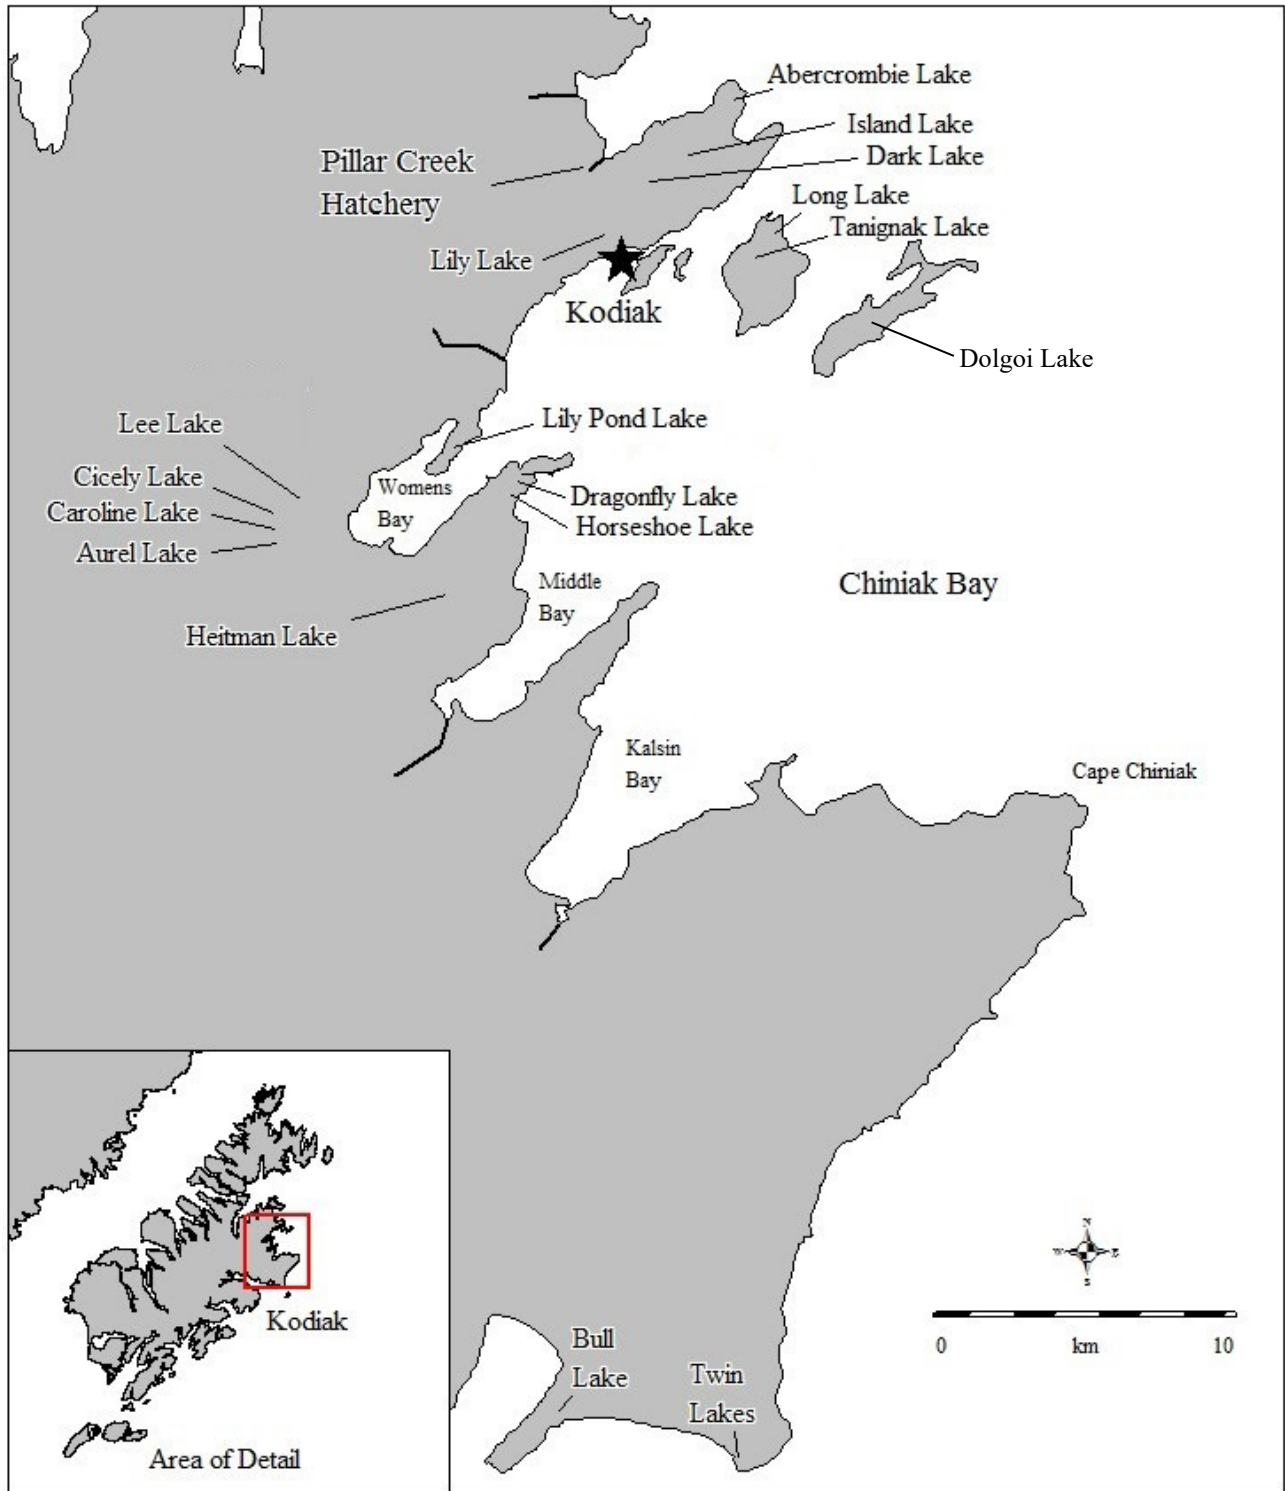 Abercrombie Lake
Island Lake
Dark Lake
Pillar Creek
Hatchery
Long Lake
Tanignak Lake
Lily Lake
Kodiak
Dolgoi Lake
Lee Lake
Lily Pond Lake
Cicely Lake
Womens
Bay
Dragonfly Lake
Caroline Lake
Horseshoe Lake
Aurel Lake
Middle
Bay
Chiniak Bay
Heitman Lake
Kalsin
Bay
Cape Chiniak
N
W
E
S
Kodiak
Bull
Lake
0
km
10
Twin
Lakes
Area of Detail